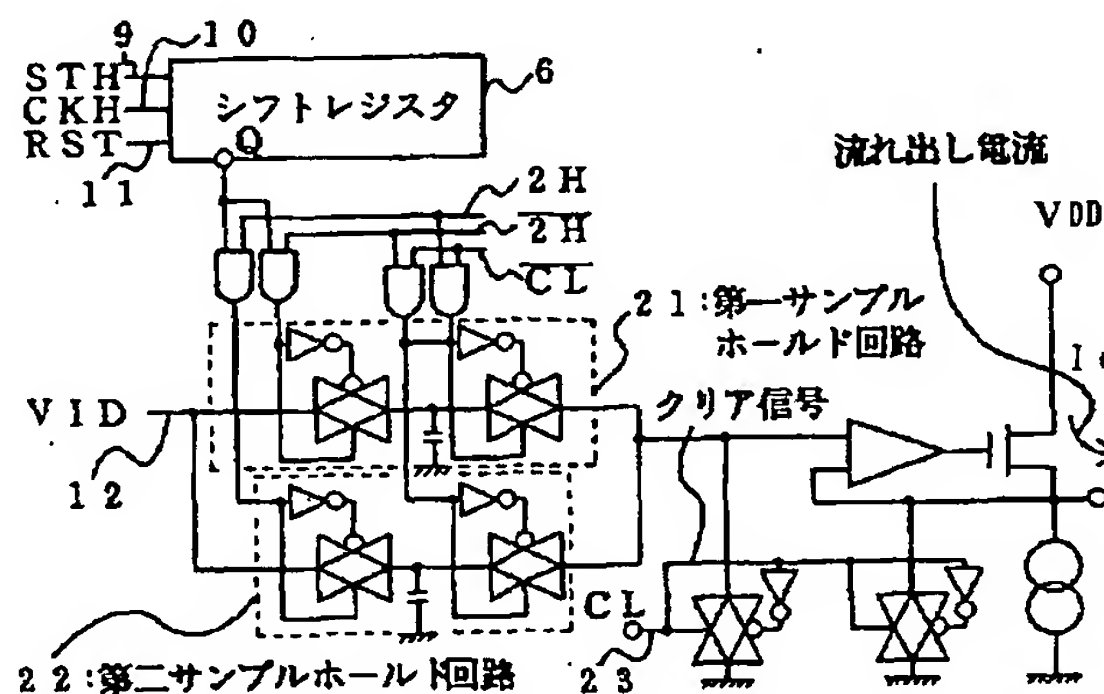 9
10
STH
CKH
RST
11
シフトレジスタ
Q
6
2H
2H
CL
流れ出し電流
VDD
21:第一サンプル
ホールド回路
クリア信号
VID
12
CL
23
22:第二サンプルホールド回路